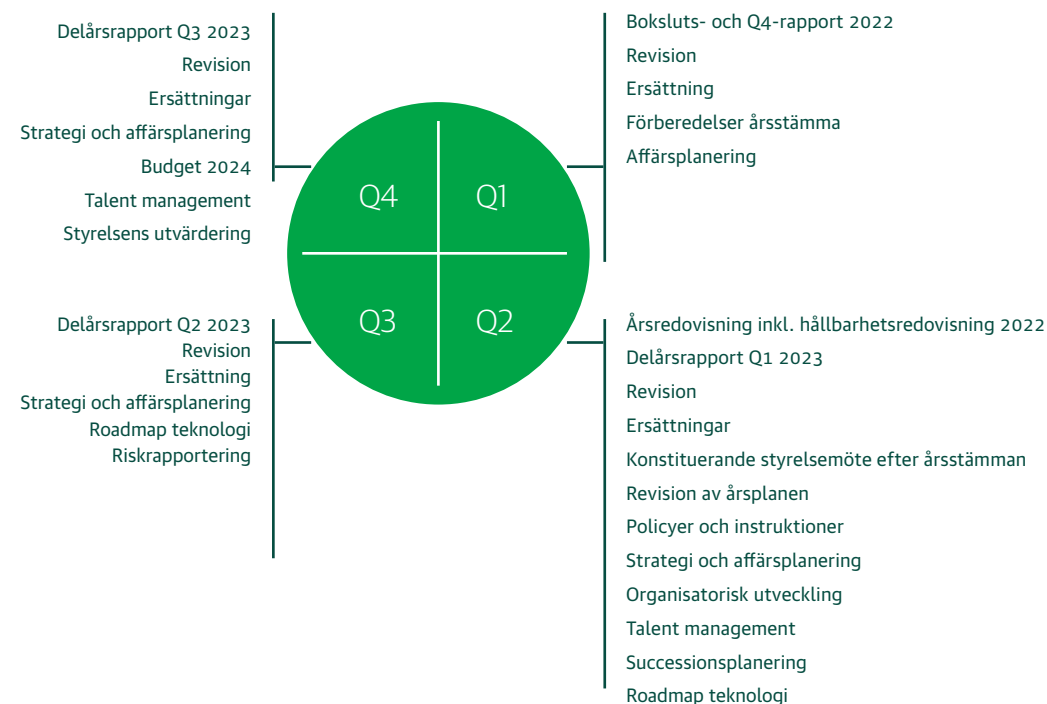 Delårsrapport Q3 2023
Revision
Ersättningar
Strategi och affärsplanering
Budget 2024
Talent management
Styrelsens utvärdering
Boksluts- och Q4-rapport 2022
Revision
Ersättning
Förberedelser årsstämma
Affärsplanering
Q4
Q1
Q3
Q2
Delårsrapport Q2 2023
Revision
Ersättning
Strategi och affärsplanering
Roadmap teknologi
Riskrapportering
Årsredovisning inkl. hållbarhetsredovisning 2022
Delårsrapport Q1 2023
Revision
Ersättningar
Konstituerande styrelsemöte efter årsstämman
Revision av årsplanen
Policyer och instruktioner
Strategi och affärsplanering
Organisatorisk utveckling
Talent management
Successionsplanering
Roadmap teknologi